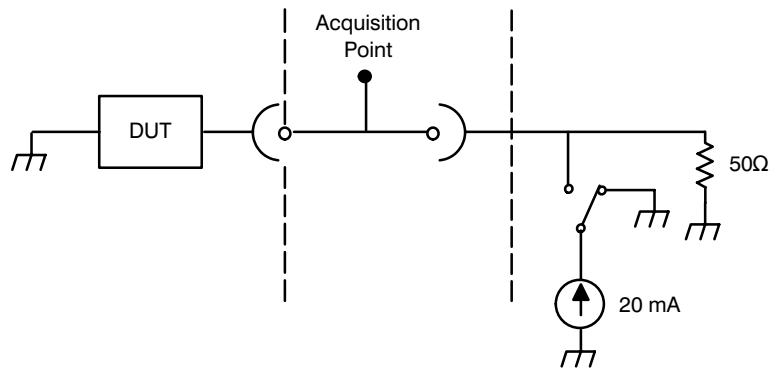 Acquisition
Point
DUT
50Ω
20 mA